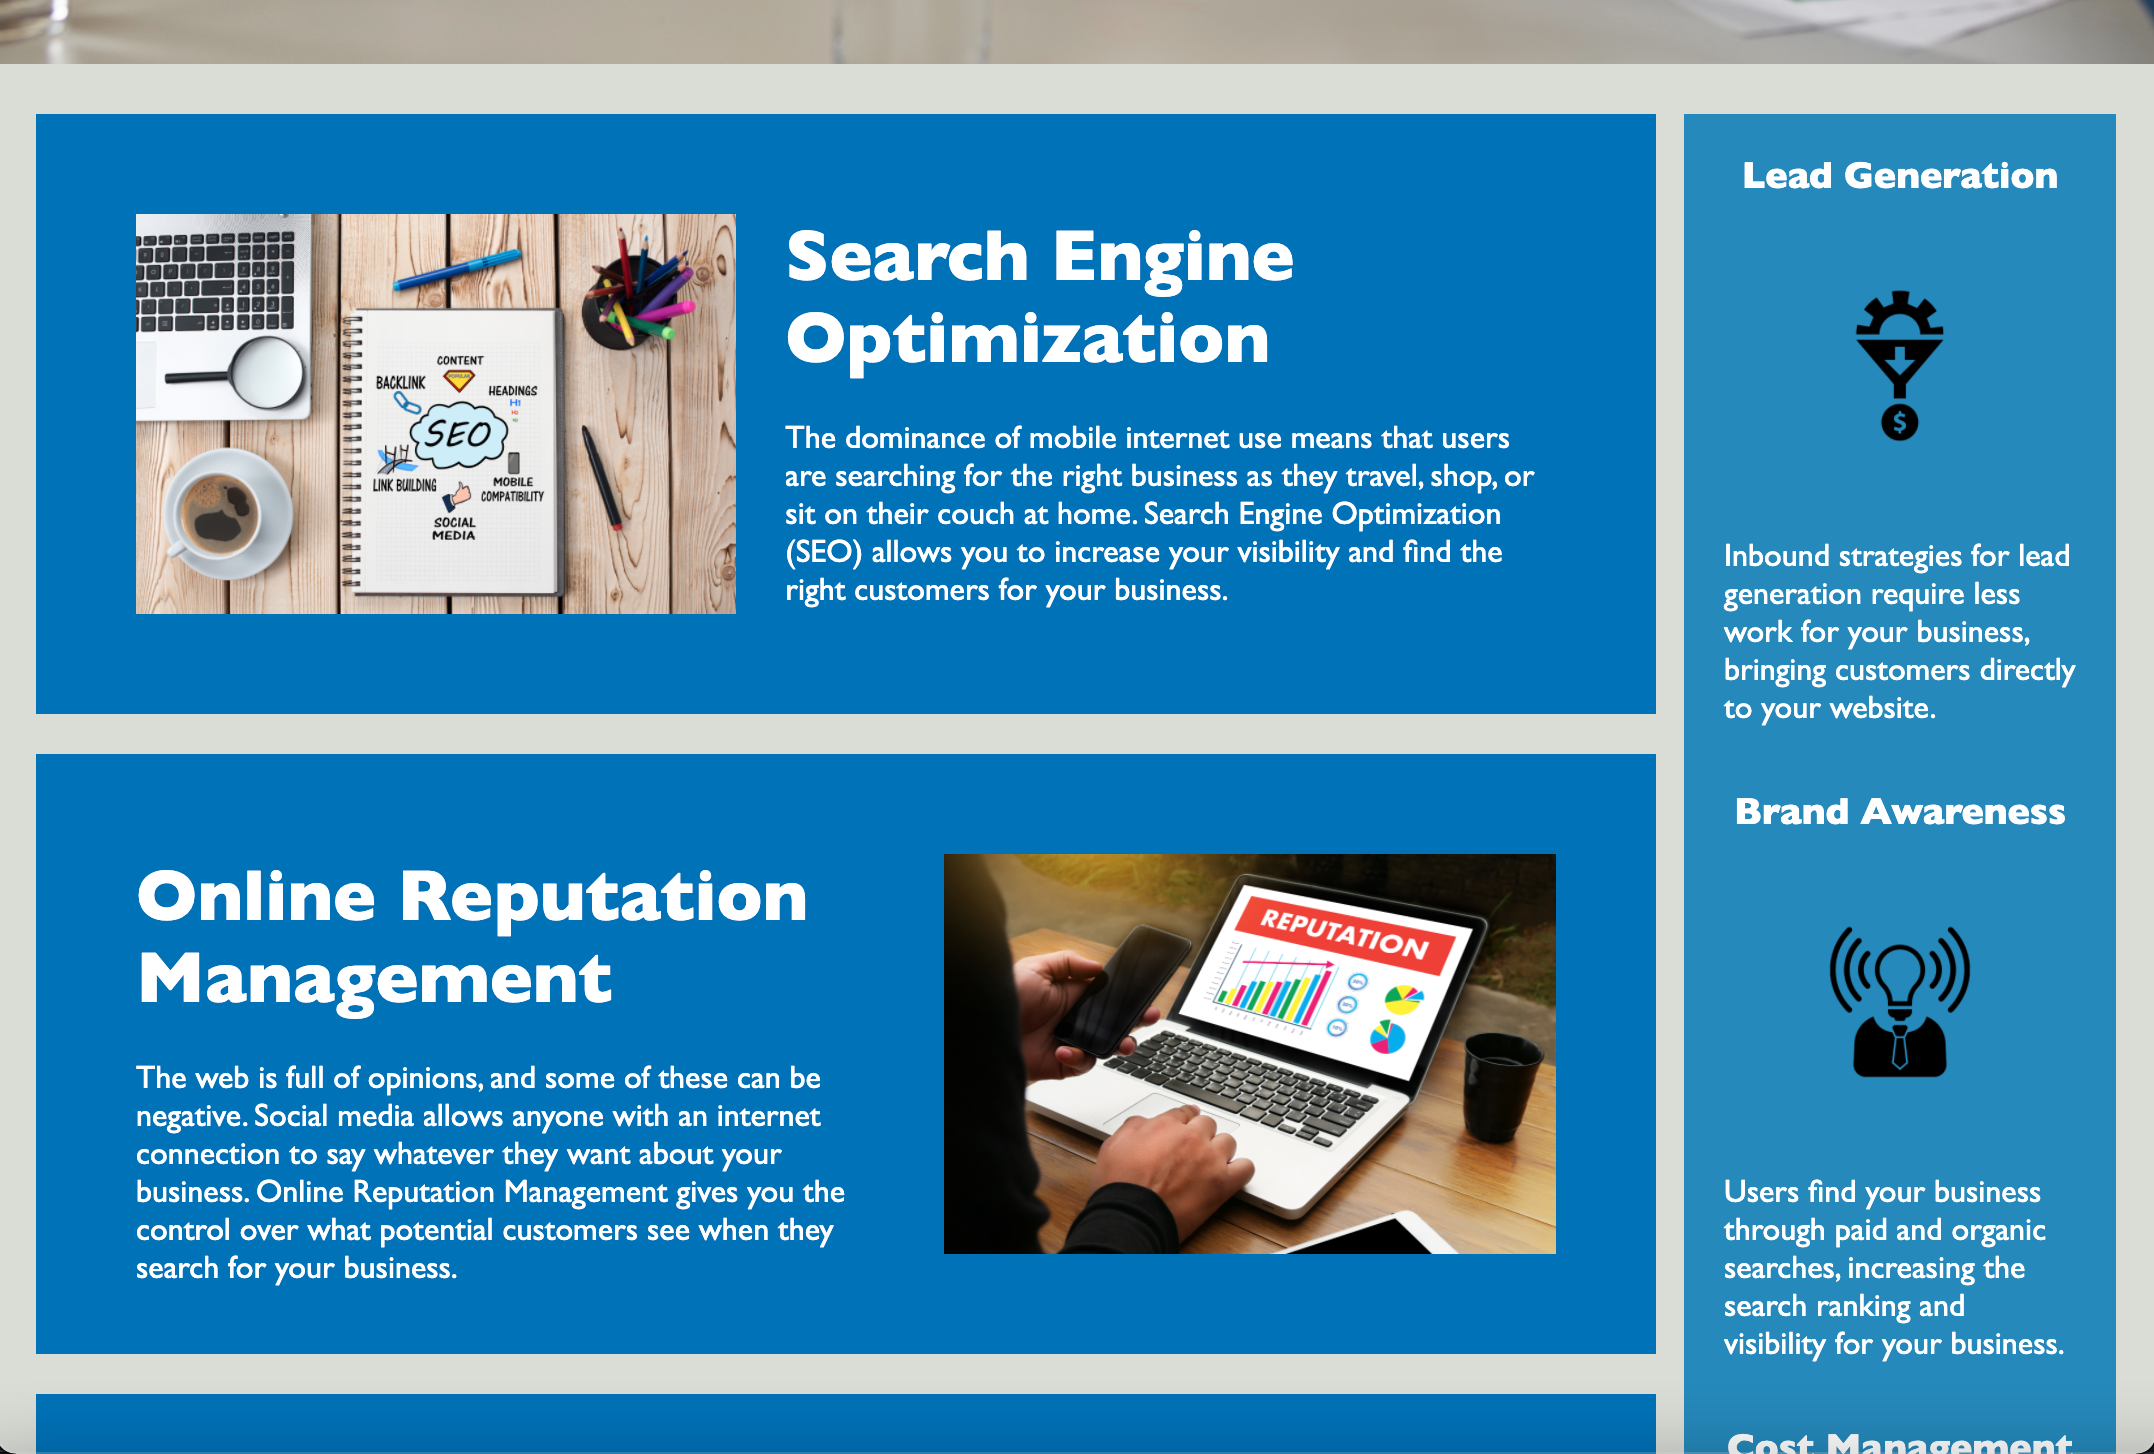 Search Engine
Optimization
The dominance of mobile internet use means that users
are searching for the right business as they travel, shop, or
sit on their couch at home. Search Engine Optimization
(SEO) allows you to increase your visibility and find the
right customers for your business.
CONTENT
BACKLINK
HEADINGS
H1
SEO
LINK BUILDING
MOBILE
COMPATIBILITY
SOCIAL
MEDIA
Online Reputation
Management
The web is full of opinions, and some of these can be
negative. Social media allows anyone with an internet
connection to say whatever they want about your
business. Online Reputation Management gives you the
control over what potential customers see when they
search for your business.
REPUTATION
Lead Generation
$
Inbound strategies for lead
generation require less
work for your business,
bringing customers directly
to your website.
Brand Awareness
Users find your business
through paid and organic
searches, increasing the
search ranking and
visibility for your business.
Cost Management